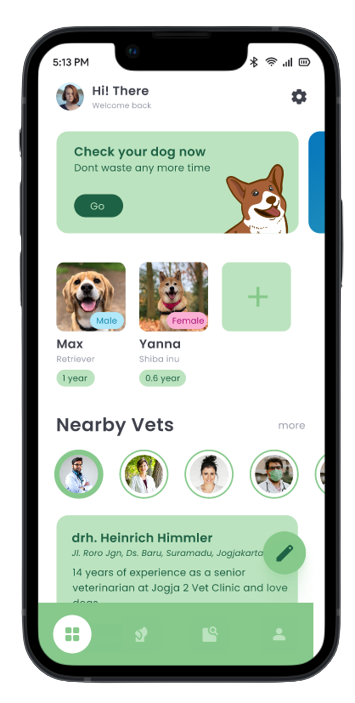 5:13 PM
Hi! There
Welcome back
Check your dog now
Dont waste any more time
Go
Male
Female
Max
Yanna
Retriever
Shiba inu
1 year
0.6 year
Nearby Vets
more
drh. Heinrich Himmler
Jl. Roro Jgn, Ds. Baru, Suramadu, Jogjakarta
14 years of experience as a senior
veterinarian at Jogja 2 Vet Clinic and love
dogs